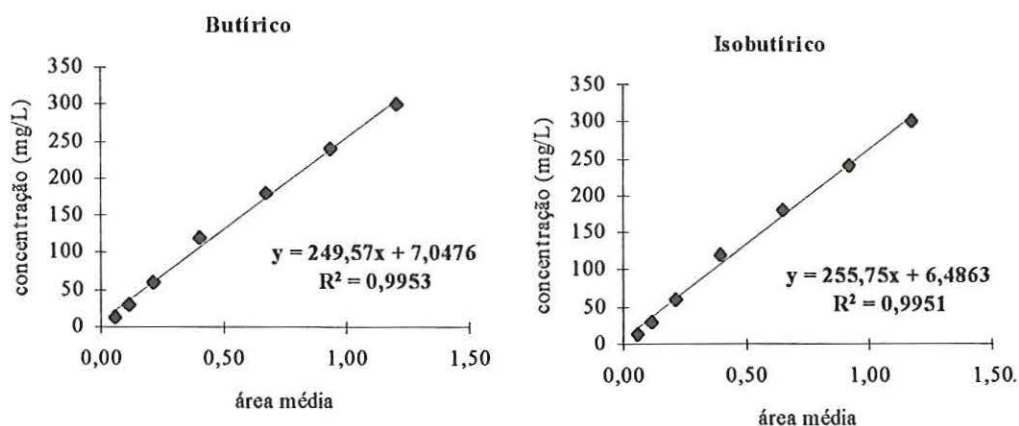 Butírico
350
300
250
200
150
100
50
0
concentração (mg/L)
y = 249,57x + 7,0476
R² = 0,9953
0,00 0,50 1,00 1,50
área média
Isobutírico
350
300
250
200
150
100
50
0
concentração (mg/L)
y = 255,75x + 6,4863
R² = 0,9951
0,00 0,50 1,00 1,50.
área média